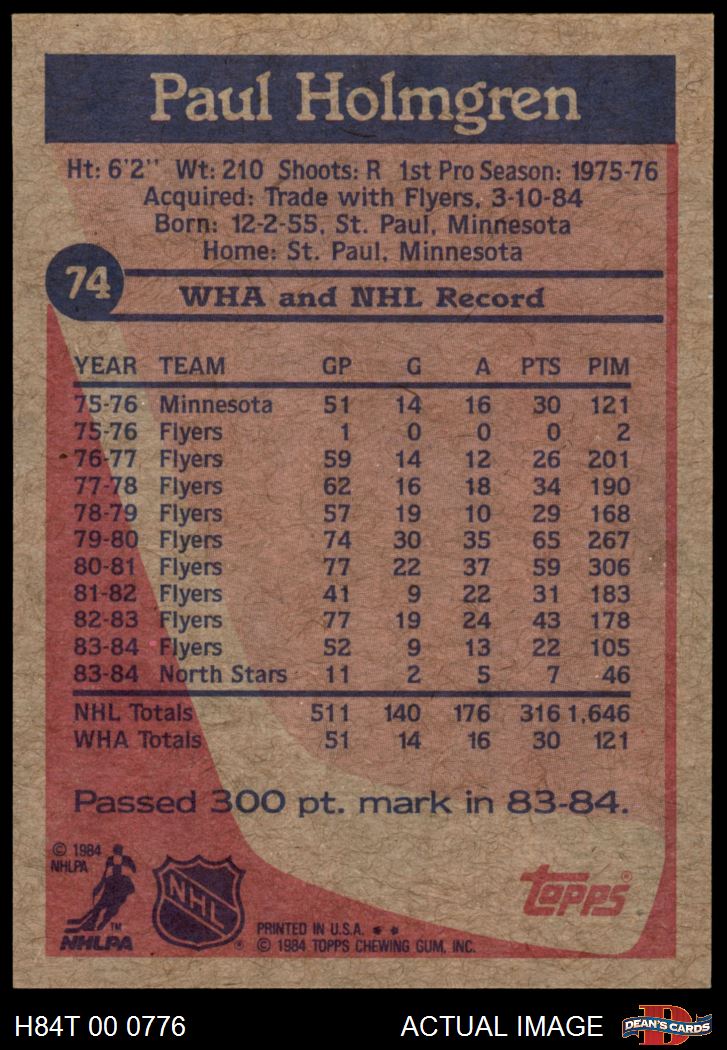 Paul Holmgren
Ht: 6'2" Wt: 210 Shoots: R 1st Pro Season: 1975-76
Acquired: Trade with Flyers, 3-10-84
Born: 12-2-55, St. Paul, Minnesota
Home: St. Paul, Minnesota
74
WHA and NHL Record
YEAR TEAM GP G A PTS PIM
75-76 Minnesota 51 14 16 30 121
75-76 Flyers 1 0 0 0 2
76-77 Flyers 59 14 12 26 201
77-78 Flyers 62 16 18 34 190
78-79 Flyers 57 19 10 29 168
79-80 Flyers 74 30 35 65 267
80-81 Flyers 77 22 37 59 306
81-82 Flyers 41 9 22 31 183
82-83 Flyers 77 19 24 43 178
83-84 Flyers 52 9 13 22 105
83-84 North Stars 11 2 5 7 46
NHL Totals 511 140 176 316 1,646
WHA Totals 51 14 16 30 121
Passed 300 pt. mark in 83-84.
© 1984
NHLPA
TM
NHLPA
NHL
®
PRINTED IN U.S.A. * *
© 1984 TOPPS CHEWING GUM, INC.
topps®
H84T 00 0776
ACTUAL IMAGE
D
DEAN'S CARDS